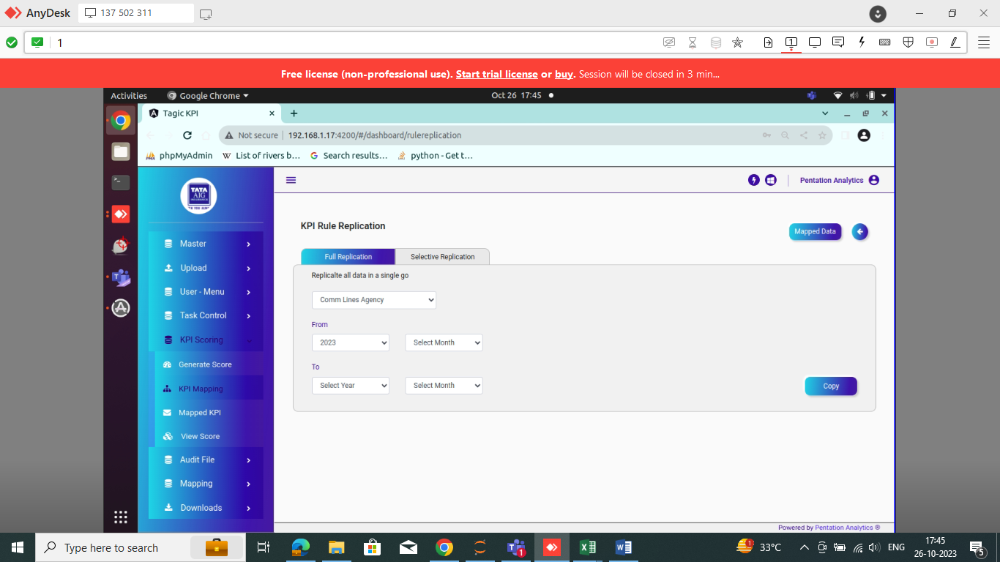 AnyDesk
137 502 311
1
Free license (non-professional use). Start trial license or buy. Session will be closed in 3 min...
Activities
Google Chrome
Oct 26 17:45
Tagic KPI
Not secure
192.168.1.17:4200/#/dashboard/rulereplication
phpMyAdmin
List of rivers b...
Search results...
python - Get t...
TATA
AIG
INSURANCE
Pentation Analytics
Master
Upload
User - Menu
Task Control
KPI Scoring
Generate Score
KPI Mapping
Mapped KPI
View Score
Audit File
Mapping
Downloads
KPI Rule Replication
Mapped Data
Full Replication
Selective Replication
Replicalte all data in a single go
Comm Lines Agency
From
2023
Select Month
To
Select Year
Select Month
Copy
Powered by Pentation Analytics ®
Type here to search
1
1
33°C
ENG
17:45
26-10-2023
5